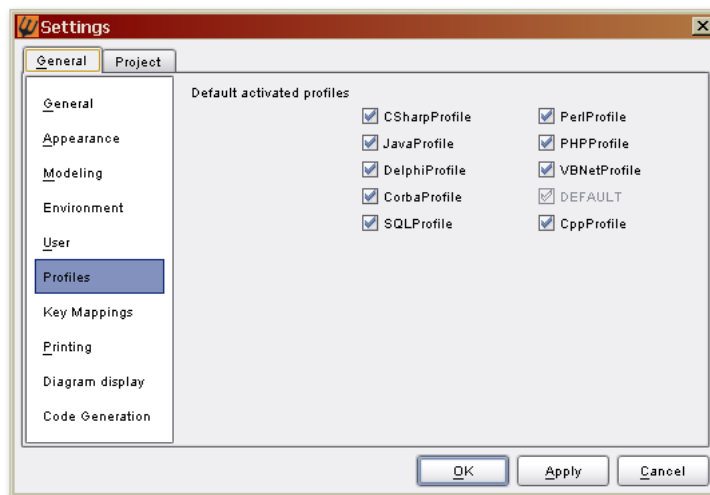 Settings
General Project
General
Appearance
Modeling
Environment
User
Profiles
Key Mappings
Printing
Diagram display
Code Generation
Default activated profiles
CSharpProfile PerlProfile
JavaProfile PHPProfile
DelphiProfile VBNetProfile
CorbaProfile DEFAULT
SQLProfile CppProfile
OK Apply Cancel